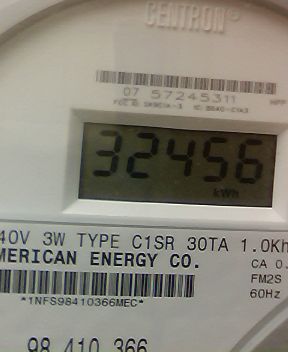 CENTRON®
07 57245311
32456
kWh
40V 3W TYPE C1SR 30TA 1.0Kh
MERICAN ENERGY CO.
CA 0.
FM2S
*1NFS98410366MEC*
60Hz
98 410 366